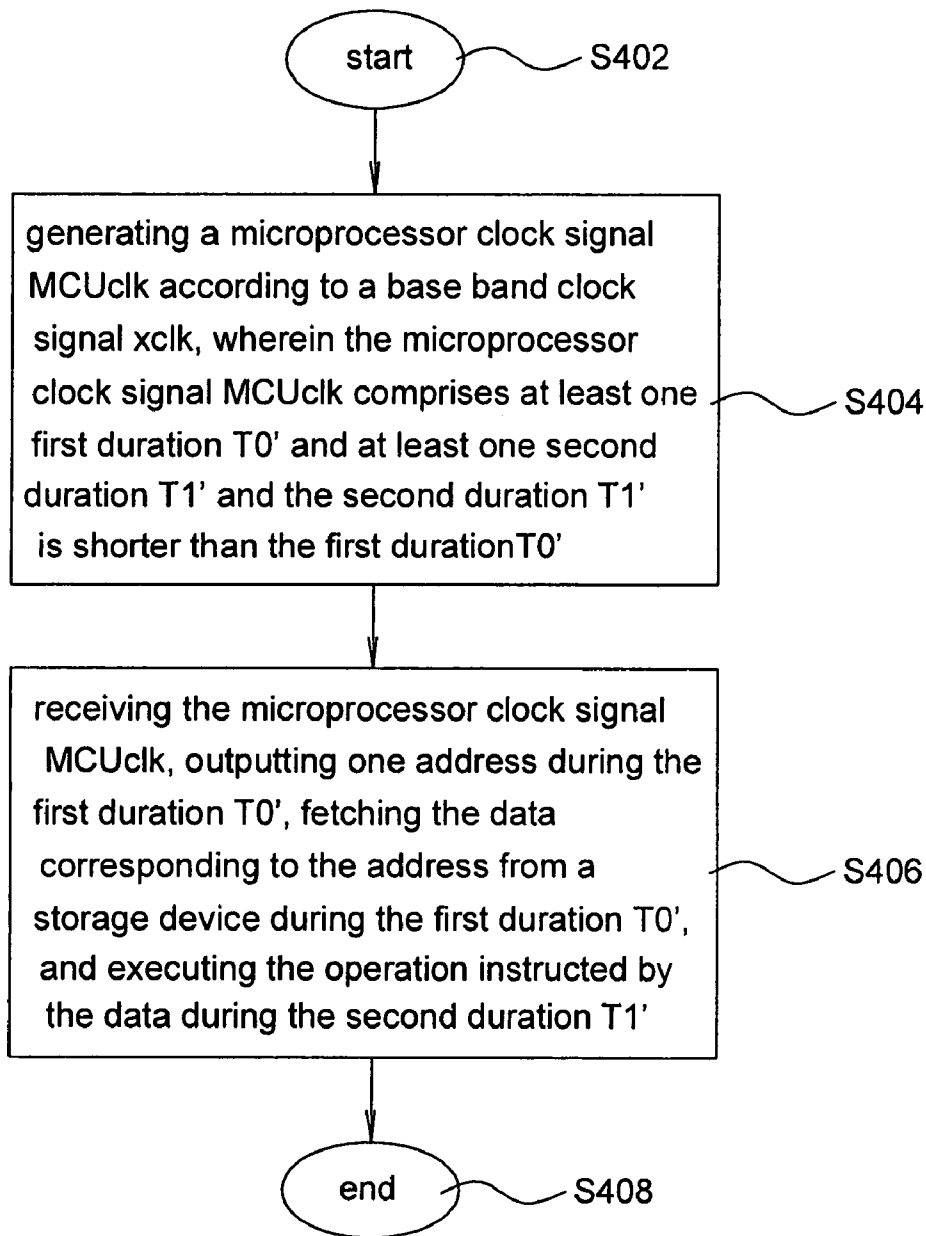 start
S402
generating a microprocessor clock signal
MCUclk according to a base band clock
signal xclk, wherein the microprocessor
clock signal MCUclk comprises at least one
first duration T0' and at least one second
duration T1' and the second duration T1'
is shorter than the first durationT0'
S404
receiving the microprocessor clock signal
MCUclk, outputting one address during the
first duration T0', fetching the data
corresponding to the address from a
storage device during the first duration T0',
and executing the operation instructed by
the data during the second duration T1'
S406
end
S408